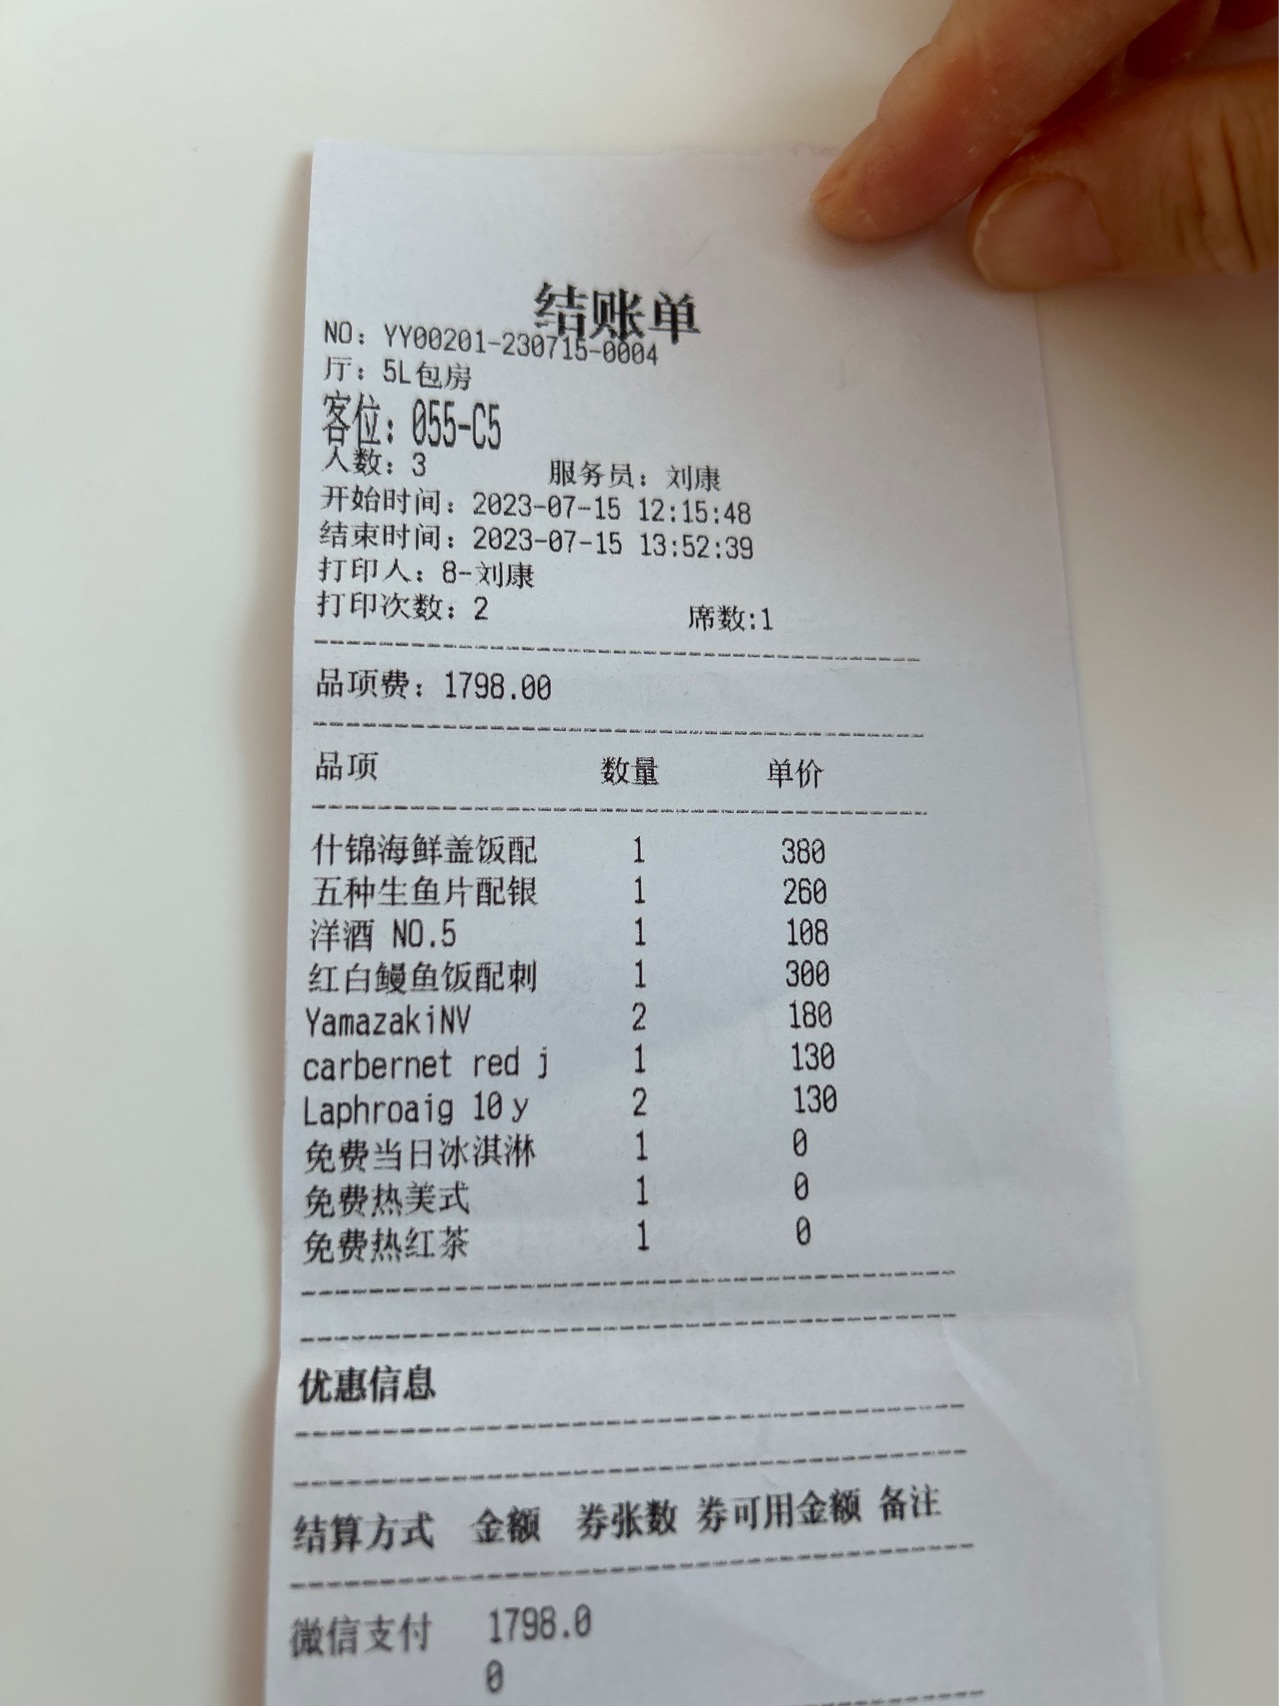 结账单
NO：YY00201-230715-0004
厅：5L包房
客位：055-C5
人数：3 服务员：刘康
开始时间：2023-07-15 12:15:48
结束时间：2023-07-15 13:52:39
打印人：8-刘康
打印次数：2 席数:1
品项费：1798.00
品项 数量 单价
什锦海鲜盖饭配 1 380
五种生鱼片配银 1 260
洋酒 NO.5 1 108
红白鳗鱼饭配刺 1 300
YamazakiNV 2 180
carbernet red j 1 130
Laphroaig 10y 2 130
免费当日冰淇淋 1 0
免费热美式 1 0
免费热红茶 1 0
优惠信息
结算方式 金额 券张数 券可用金额 备注
微信支付 1798.0
0